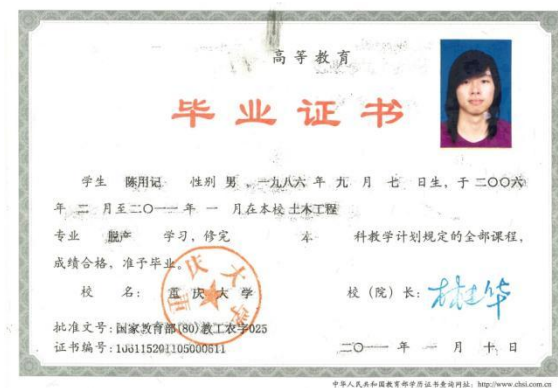 高等教育
毕业证书
学生 陈用记 性别 男 ，一九八六 年 九 月 七 日生，于 二〇〇六
年 二 月至二〇一一 年 一 月在本校 土木工程
专业 脱产 学习，修完 本 科教学计划规定的全部课程，
成绩合格，准予毕业。
校 名： 重庆大学 校（院）长：
批准文号：国家教育部(80)教工农字025
证书编号：106115201105000611
二〇一一 年 一 月 十 日
重庆大学
中华人民共和国教育部学历证书查询网址：http://www.chsi.com.cn